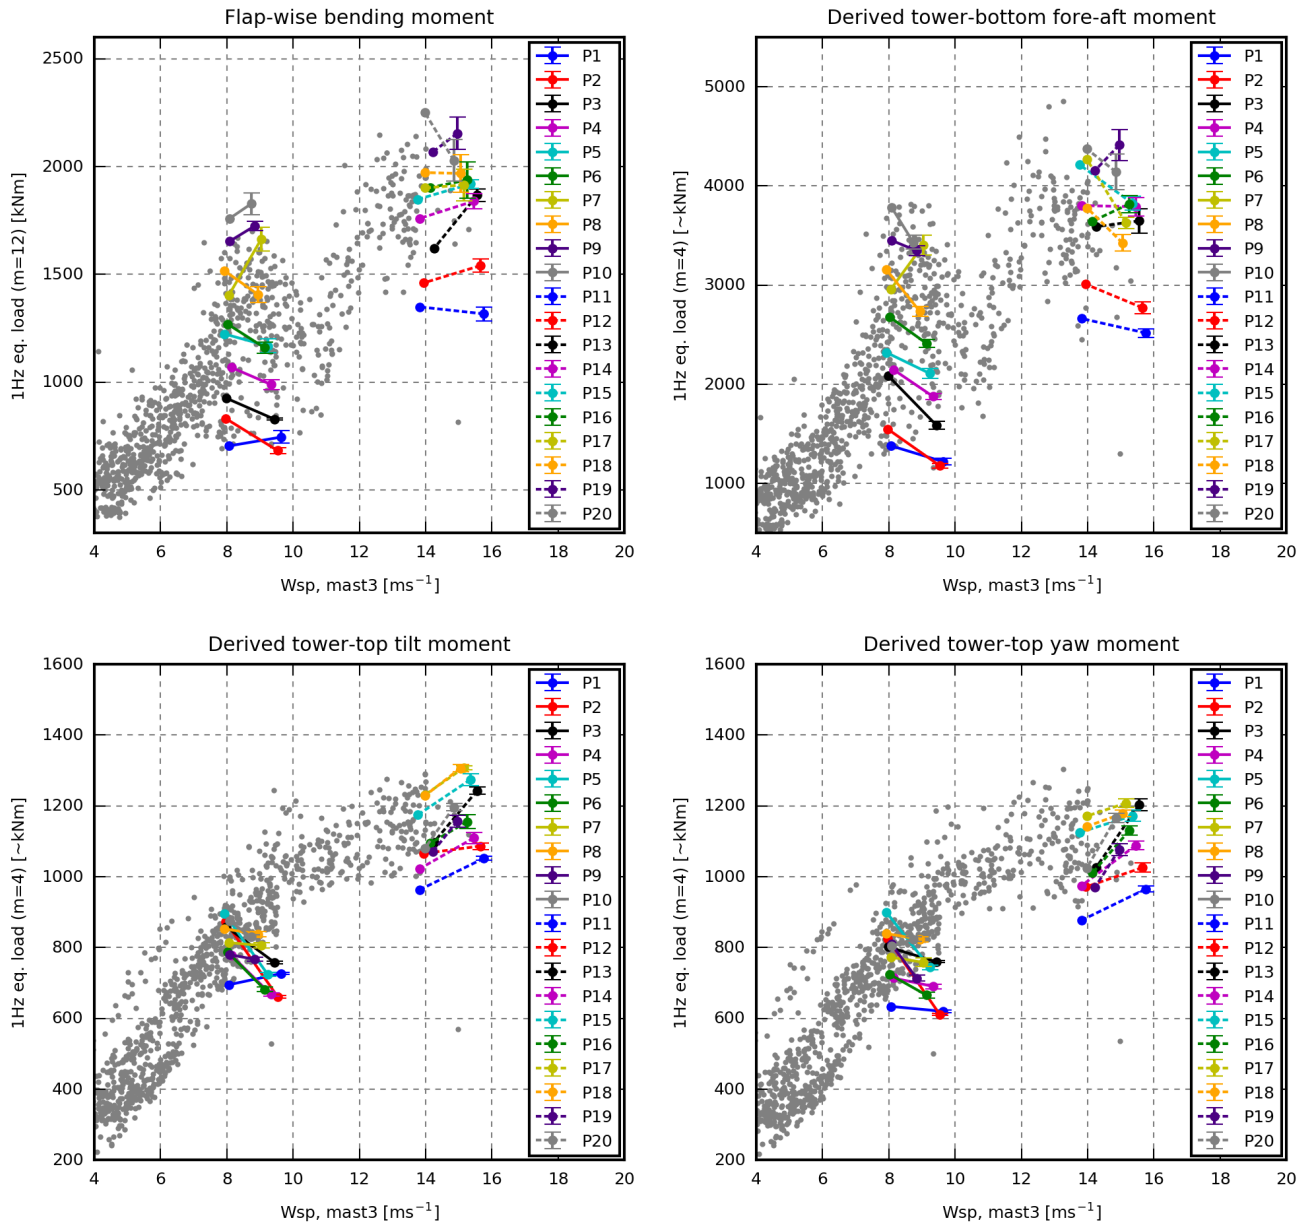 Flap-wise bending moment
2500
2000
1500
1000
500
1Hz eq. load (m=12) [kNm]
4 6 8 10 12 14 16 18 20
Wsp, mast3 [ms⁻¹]
P1
P2
P3
P4
P5
P6
P7
P8
P9
P10
P11
P12
P13
P14
P15
P16
P17
P18
P19
P20
Derived tower-bottom fore-aft moment
5000
4000
3000
2000
1000
1Hz eq. load (m=4) [~kNm]
4 6 8 10 12 14 16 18 20
Wsp, mast3 [ms⁻¹]
P1
P2
P3
P4
P5
P6
P7
P8
P9
P10
P11
P12
P13
P14
P15
P16
P17
P18
P19
P20
Derived tower-top tilt moment
1600
1400
1200
1000
800
600
400
200
1Hz eq. load (m=4) [~kNm]
4 6 8 10 12 14 16 18 20
Wsp, mast3 [ms⁻¹]
P1
P2
P3
P4
P5
P6
P7
P8
P9
P10
P11
P12
P13
P14
P15
P16
P17
P18
P19
P20
Derived tower-top yaw moment
1600
1400
1200
1000
800
600
400
200
1Hz eq. load (m=4) [~kNm]
4 6 8 10 12 14 16 18 20
Wsp, mast3 [ms⁻¹]
P1
P2
P3
P4
P5
P6
P7
P8
P9
P10
P11
P12
P13
P14
P15
P16
P17
P18
P19
P20